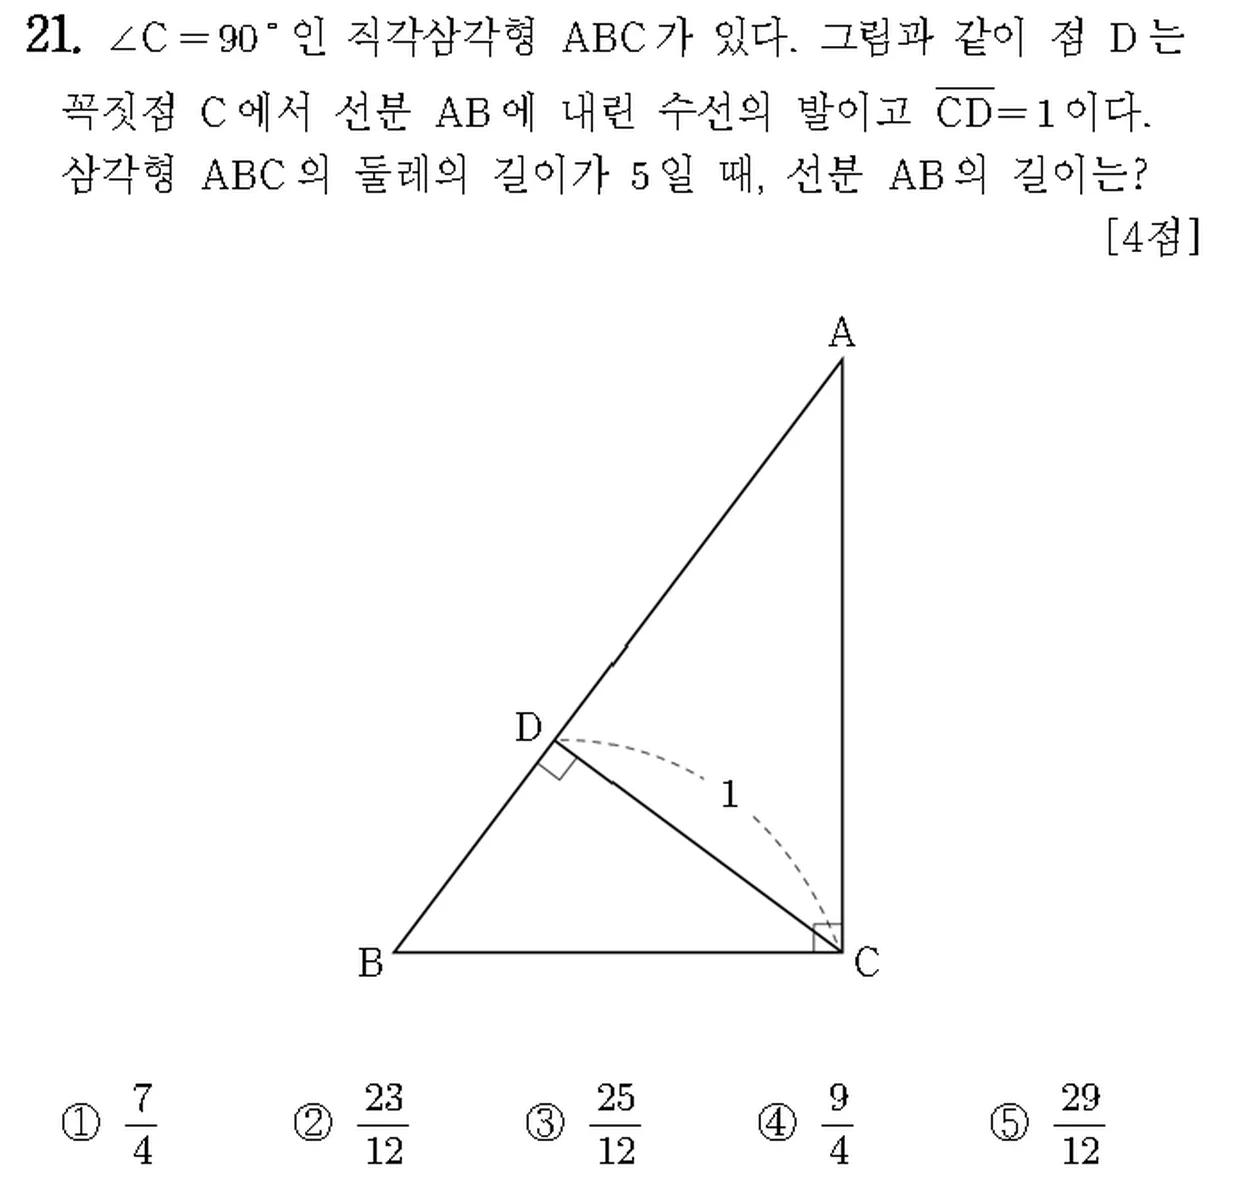 21. ∠C=90°인 직각삼각형 ABC가 있다. 그림과 같이 점 D는
꼭짓점 C에서 선분 AB에 내린 수선의 발이고 C̅D̅=1이다.
삼각형 ABC의 둘레의 길이가 5일 때, 선분 AB의 길이는?
[4점]
A
D
1
B
C
① 7/4 ② 23/12 ③ 25/12 ④ 9/4 ⑤ 29/12